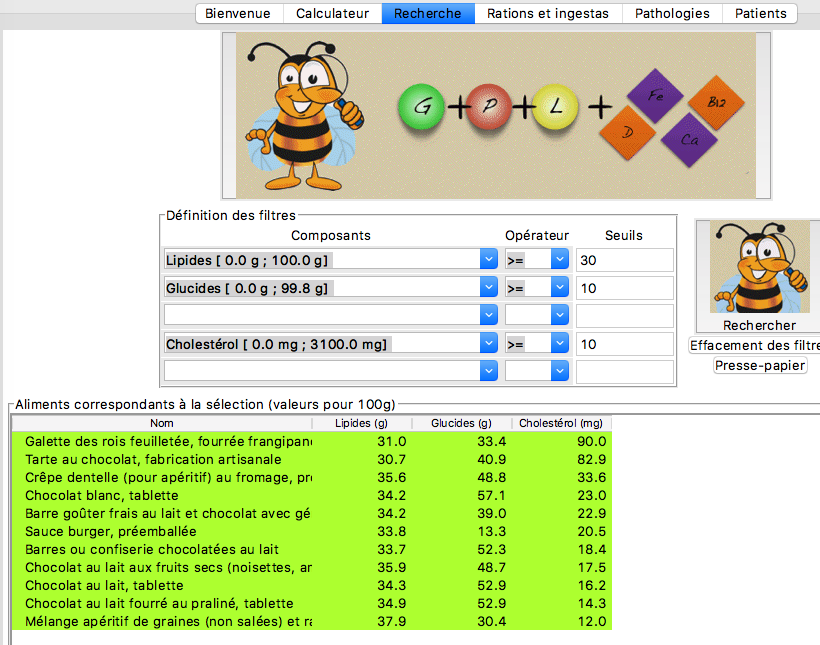 Bienvenue Calculateur Recherche Rations et ingestas Pathologies Patients
G + P + L + Fe B12 D Ca
Définition des filtres
Composants Opérateur Seuils
Lipides [ 0.0 g ; 100.0 g] >= 30
Glucides [ 0.0 g ; 99.8 g] >= 10
Cholestérol [ 0.0 mg ; 3100.0 mg] >= 10
Rechercher
Effacement des filtre
Presse-papier
Aliments correspondants à la sélection (valeurs pour 100g)
Nom Lipides (g) Glucides (g) Cholestérol (mg)
Galette des rois feuilletée, fourrée frangipan 31.0 33.4 90.0
Tarte au chocolat, fabrication artisanale 30.7 40.9 82.9
Crêpe dentelle (pour apéritif) au fromage, pr 35.6 48.8 33.6
Chocolat blanc, tablette 34.2 57.1 23.0
Barre goûter frais au lait et chocolat avec gé 34.2 39.0 22.9
Sauce burger, préemballée 33.8 13.3 20.5
Barres ou confiserie chocolatées au lait 33.7 52.3 18.4
Chocolat au lait aux fruits secs (noisettes, ar 35.9 48.7 17.5
Chocolat au lait, tablette 34.3 52.9 16.2
Chocolat au lait fourré au praliné, tablette 34.9 52.9 14.3
Mélange apéritif de graines (non salées) et ra 37.9 30.4 12.0